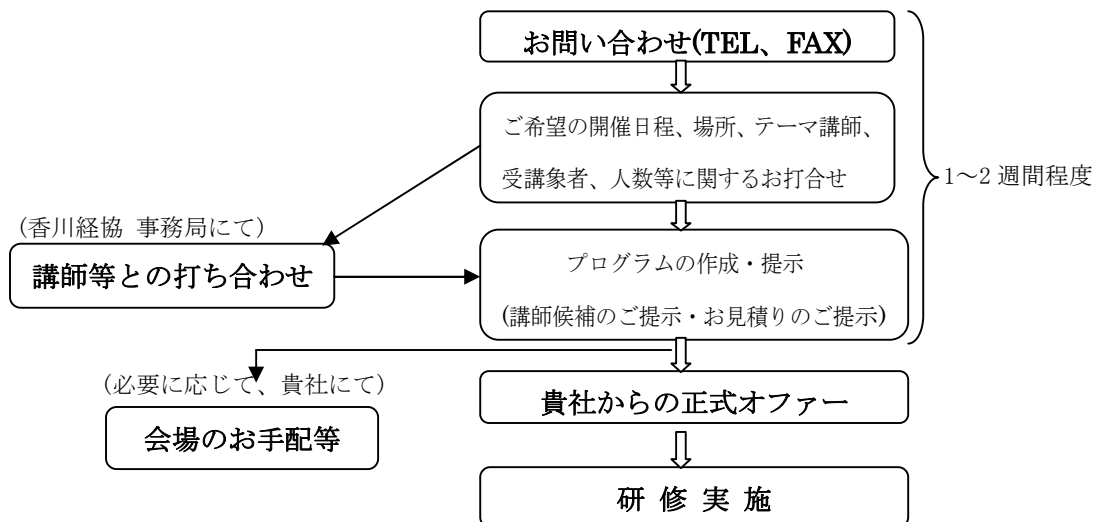 お問い合わせ(TEL、FAX)
ご希望の開催日程、場所、テーマ講師、
受講象者、人数等に関するお打合せ
1～2 週間程度
(香川経協 事務局にて)
講師等との打ち合わせ
プログラムの作成・提示
(講師候補のご提示・お見積りのご提示)
(必要に応じて、貴社にて)
会場のお手配等
貴社からの正式オファー
研 修 実 施